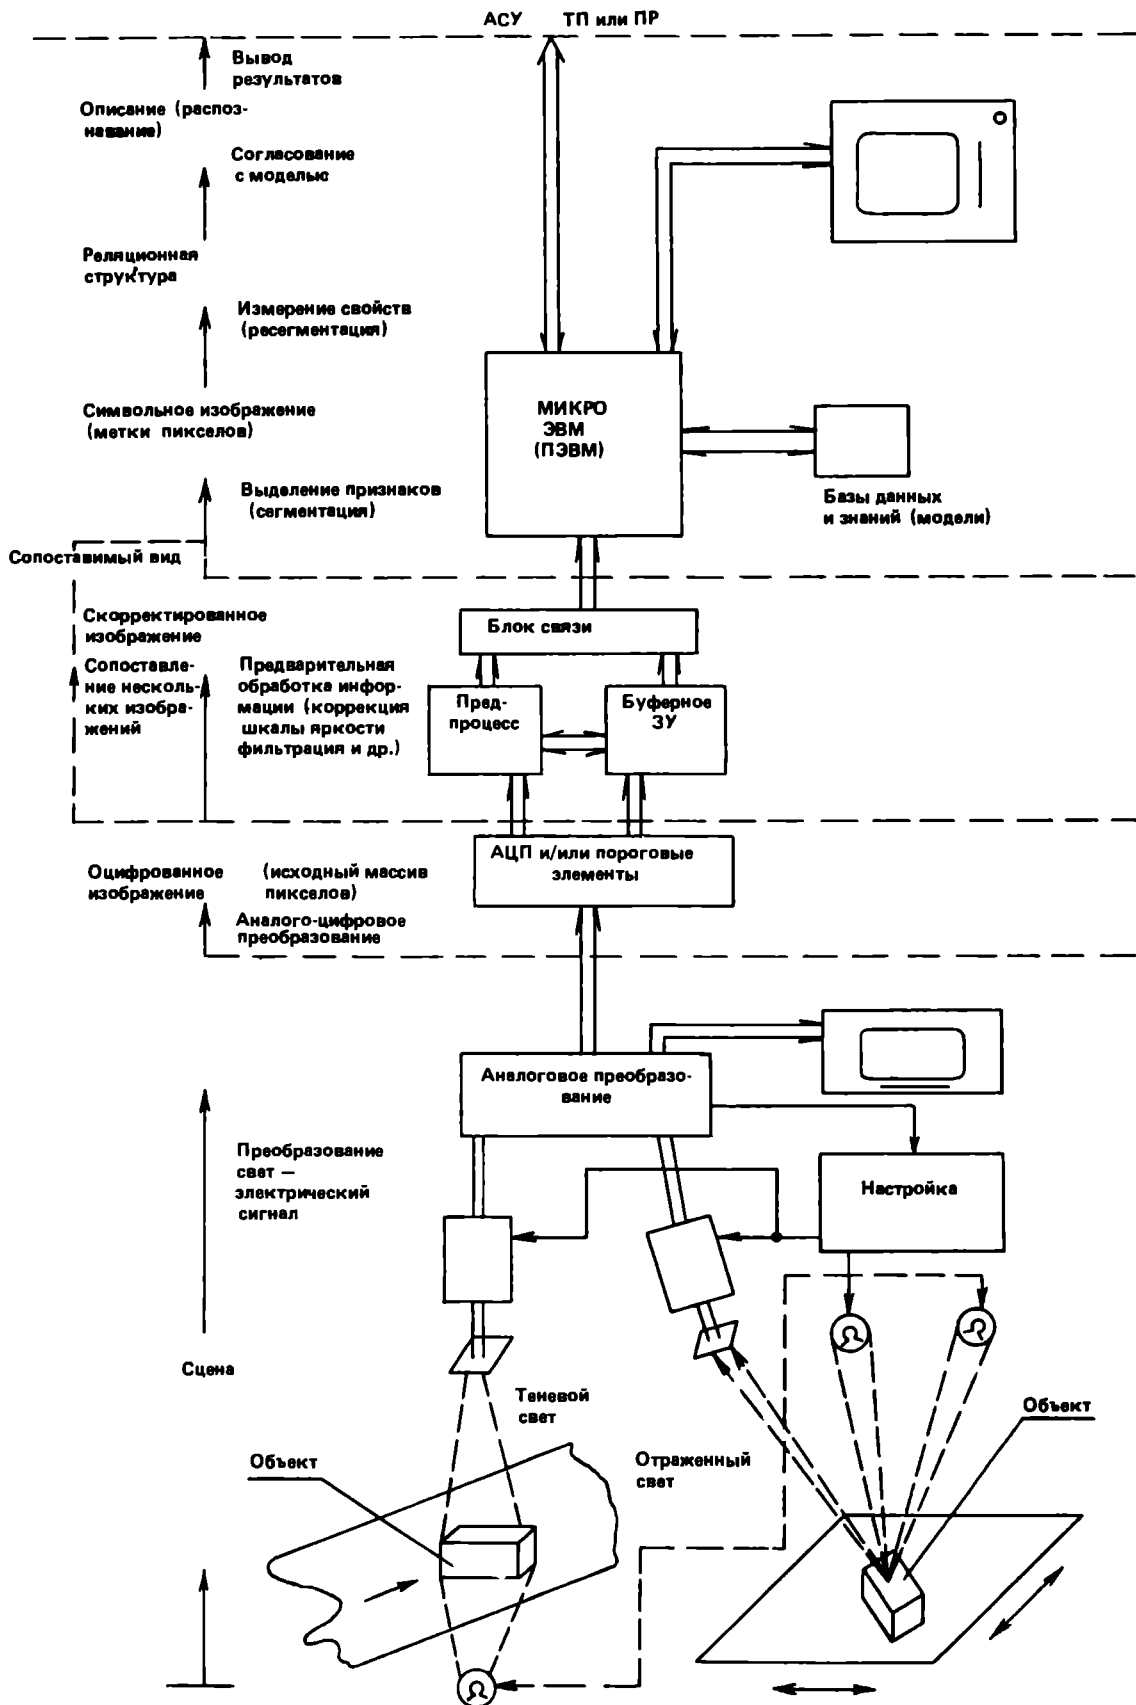 АСУ ТП или ПР
Вывод
результатов
Описание (распоз-
навание)
Согласование
с моделью
Реляционная
структура
Измерение свойств
(ресегментация)
Символьное изображение
(метки пикселов)
МИКРО
ЭВМ
(ПЭВМ)
Выделение признаков
(сегментация)
Базы данных
и знаний (модели)
Сопоставимый вид
Скорректированное
изображение
Блок связи
Сопоставле-
ние несколь-
ких изобра-
жений
Предварительная
обработка инфор-
мации (коррекция
шкалы яркости
фильтрация и др.)
Пред-
процесс
Буферное
ЗУ
АЦП и/или пороговые
элементы
Оцифрованное
изображение
(исходный массив
пикселов)
Аналого-цифровое
преобразование
Аналоговое преобразо-
вание
Преобразование
свет —
электрический
сигнал
Настройка
Сцена
Теневой
свет
Объект
Отраженный
свет
Объект